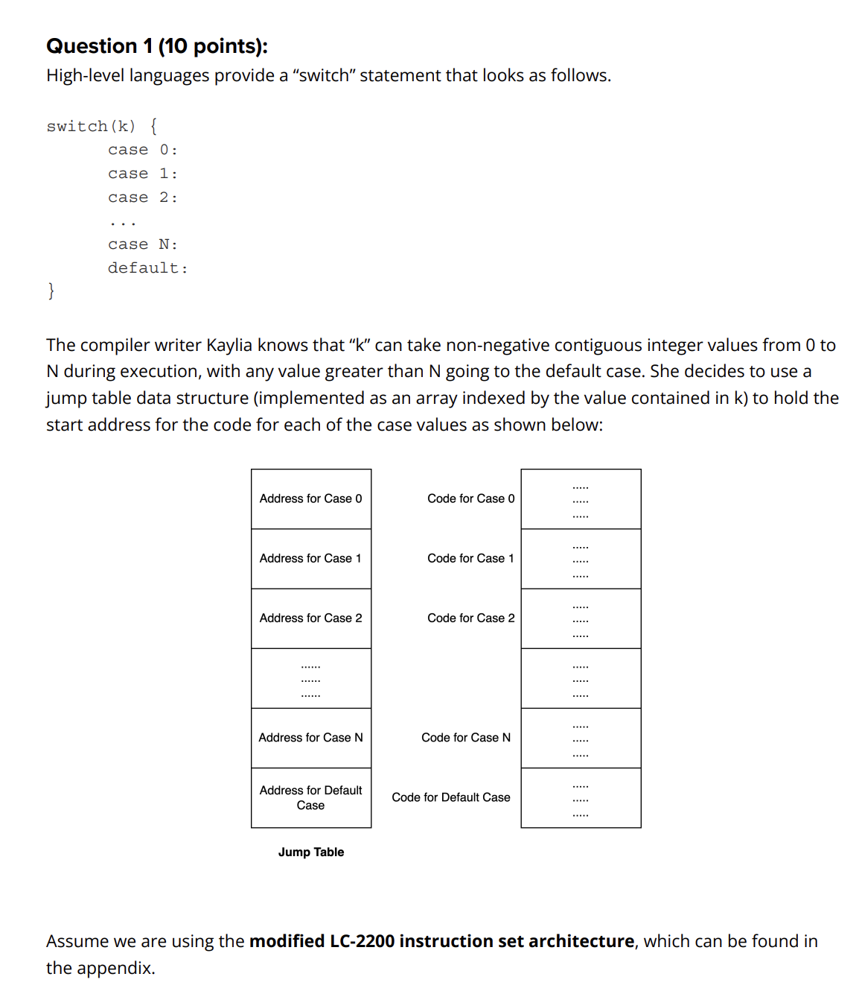 Question 1 (10 points):
High-level languages provide a “switch” statement that looks as follows.
switch(k) {
case 0:
case 1:
case 2:
...
case N:
default:
}
The compiler writer Kaylia knows that “k” can take non-negative contiguous integer values from 0 to
N during execution, with any value greater than N going to the default case. She decides to use a
jump table data structure (implemented as an array indexed by the value contained in k) to hold the
start address for the code for each of the case values as shown below:
Address for Case 0
Code for Case 0
.....
.....
.....
Address for Case 1
Code for Case 1
.....
.....
.....
Address for Case 2
Code for Case 2
.....
.....
.....
......
......
......
.....
.....
.....
Address for Case N
Code for Case N
.....
.....
.....
Address for Default
Case
Code for Default Case
.....
.....
.....
Jump Table
Assume we are using the modified LC-2200 instruction set architecture, which can be found in
the appendix.